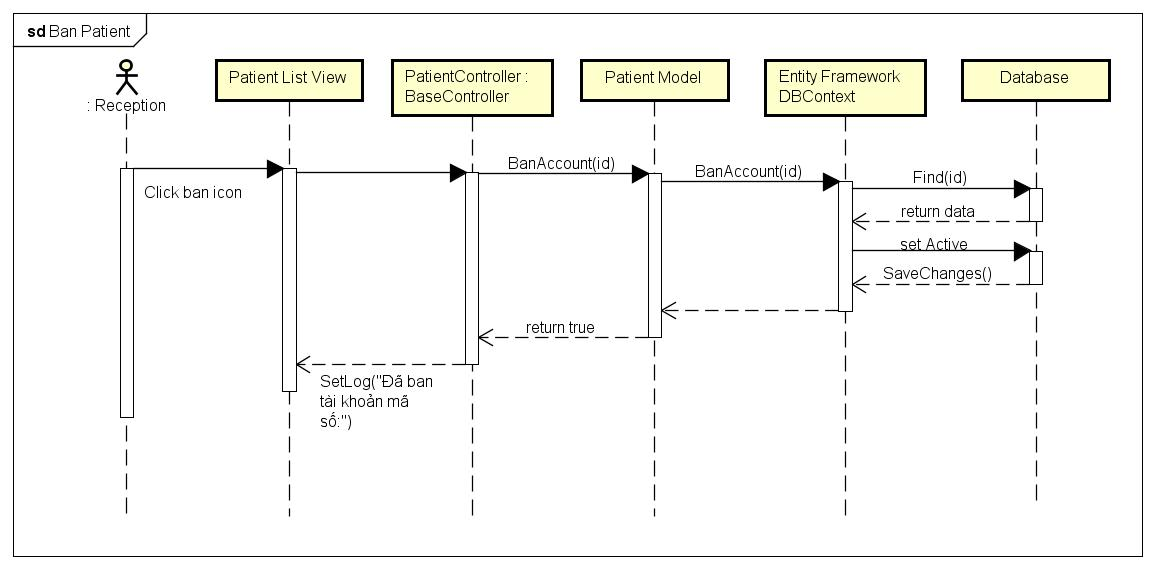 sd Ban Patient
: Reception
Patient List View
PatientController :
BaseController
Patient Model
Entity Framework
DBContext
Database
Click ban icon
BanAccount(id)
BanAccount(id)
Find(id)
return data
set Active
SaveChanges()
return true
SetLog("Đã ban
tài khoản mã
số:")